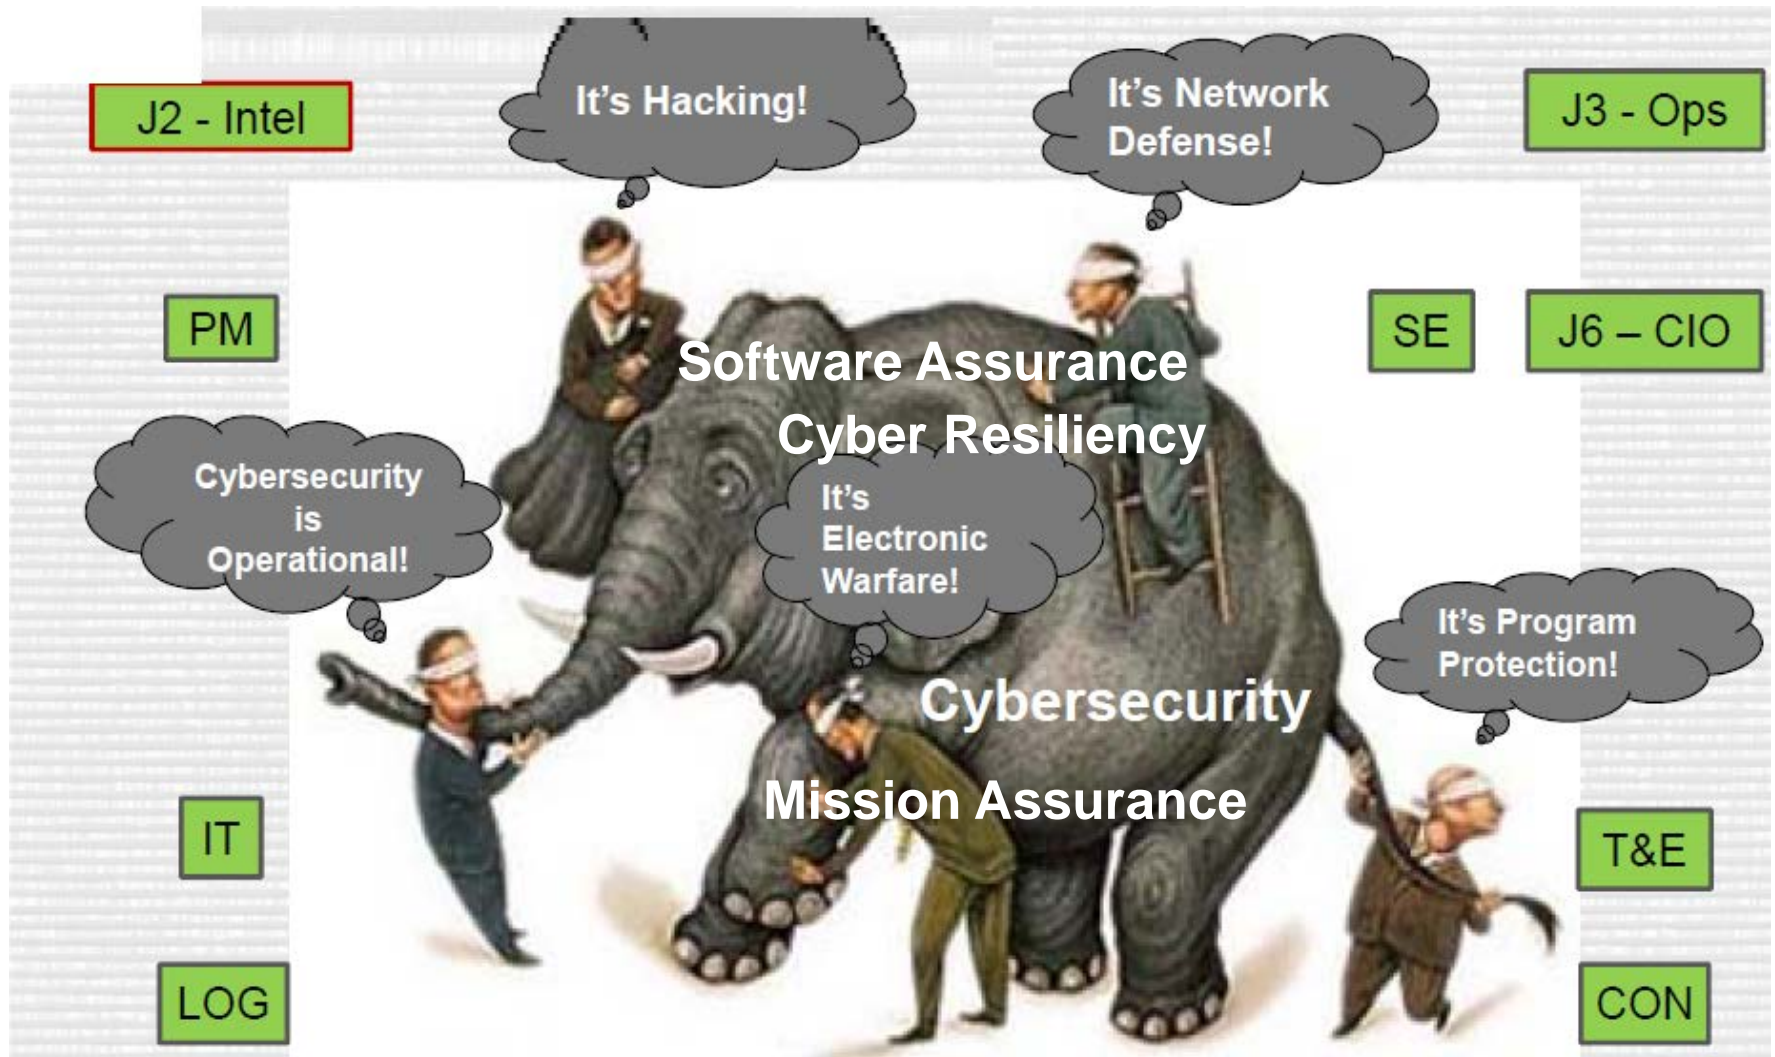 J2 - Intel
It's Hacking!
It's Network
Defense!
J3 - Ops
PM
SE
J6 – CIO
Software Assurance
Cyber Resiliency
Cybersecurity
is
Operational!
It's
Electronic
Warfare!
It's Program
Protection!
Cybersecurity
Mission Assurance
IT
T&E
LOG
CON